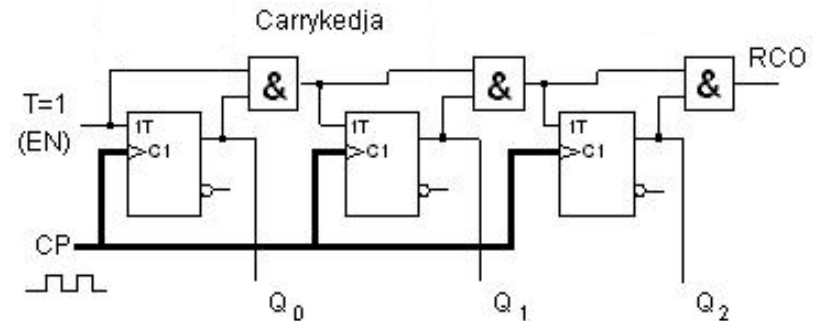 Carrykedja
& & &
RCO
T=1
(EN)
1T 1T 1T
C1 C1 C1
CP
Q0 Q1 Q2